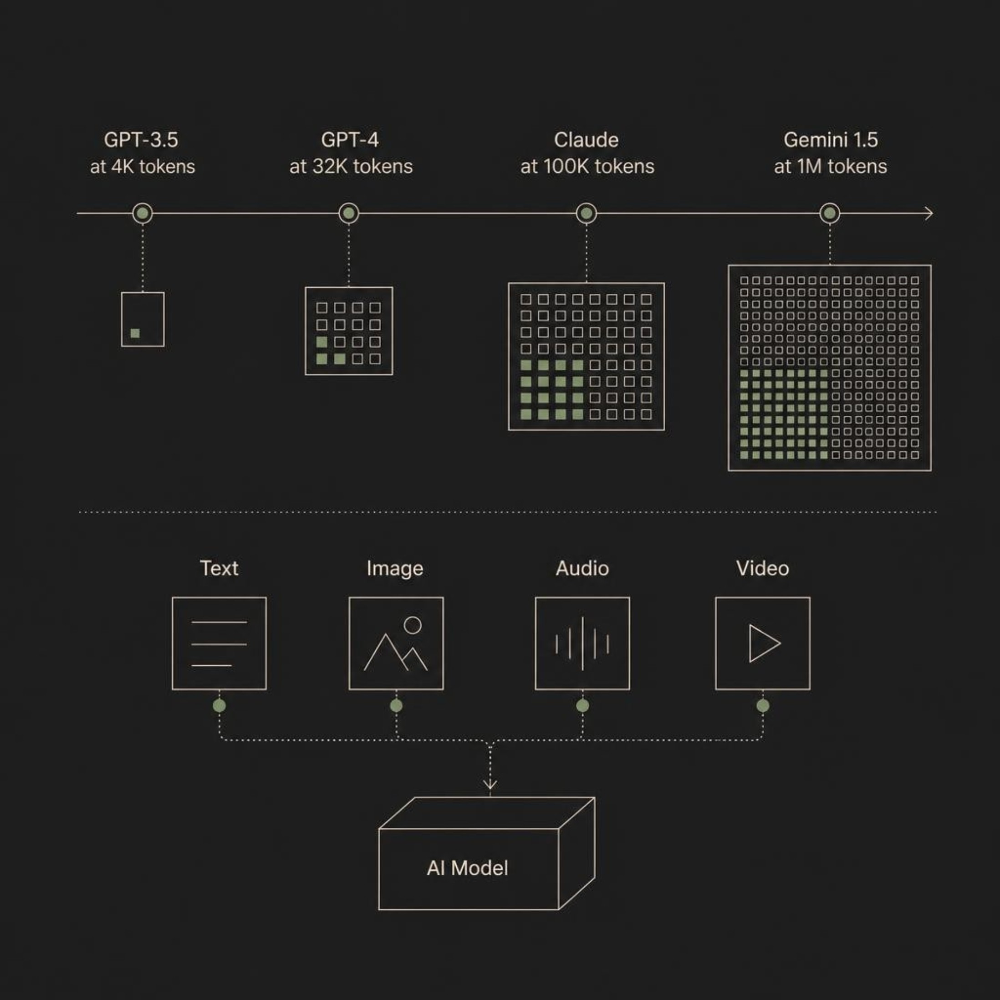 GPT-3.5
at 4K tokens
GPT-4
at 32K tokens
Claude
at 100K tokens
Gemini 1.5
at 1M tokens
Text
Image
Audio
Video
AI Model